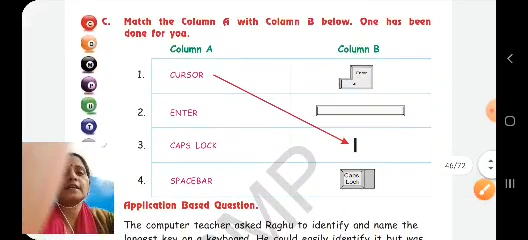 C. Match the Column A with Column B below. One has been
done for you.
Column A Column B
1. CURSOR Enter
2. ENTER
3. CAPS LOCK
4. SPACEBAR Caps Lock
46/72
MP
Application Based Question.
The computer teacher asked Raghu to identify and name the
longest key on a keyboard. He could easily identify it but was
C
O
M
P
U
T